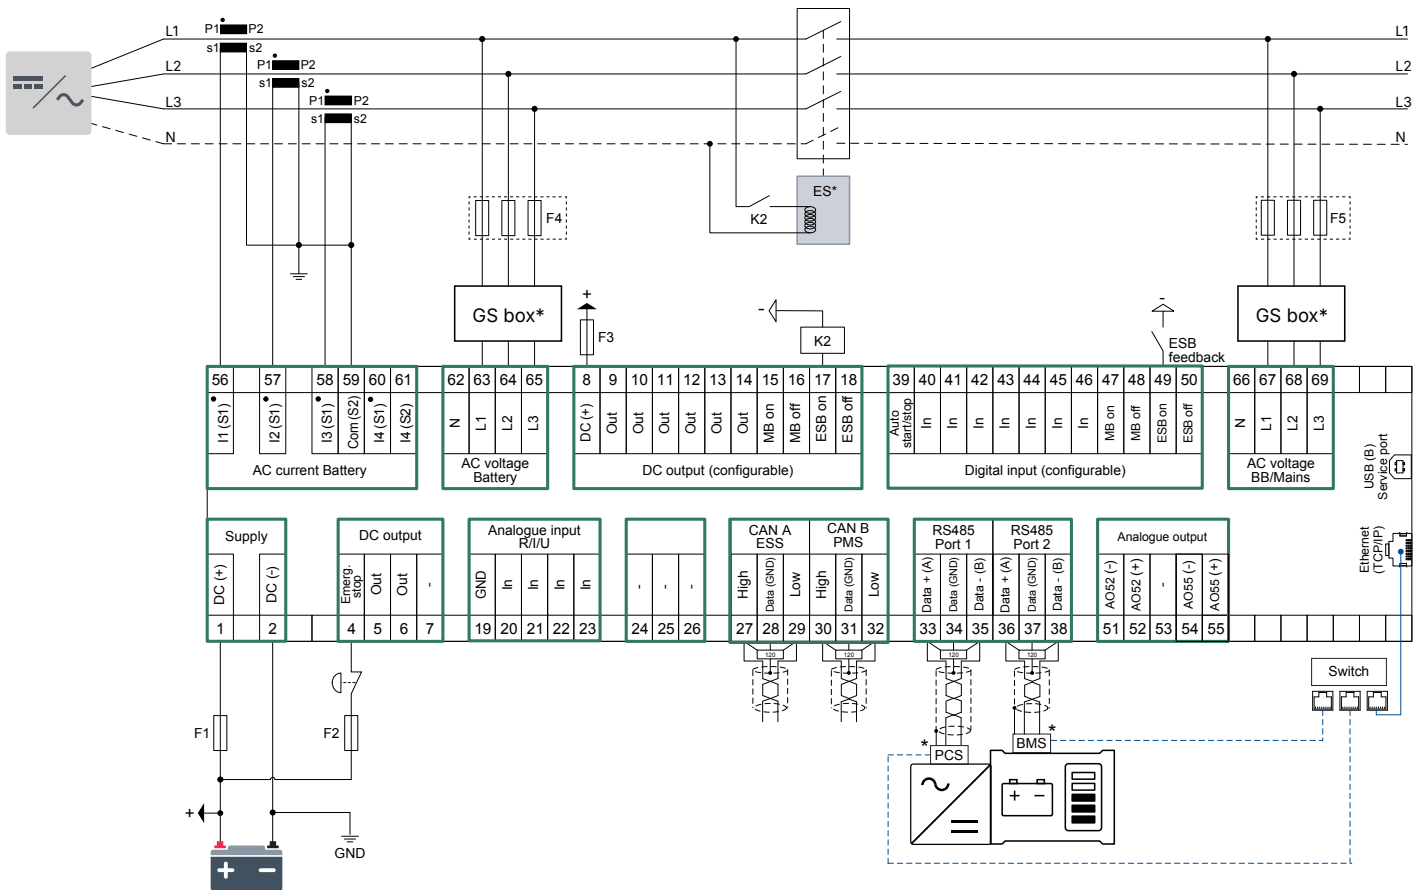 P1 P2
L1
L1
s1 s2
P1 P2
L2
L2
s1 s2
P1 P2
L3
L3
s1 s2
N
N
ES*
K2
F4
F5
GS box*
GS box*
+
-
-
F3
K2
ESB
feedback
56 57 58 59 60 61
I1 (S1)
I2 (S1)
I3 (S1)
Com (S2)
I4 (S1)
I4 (S2)
AC current Battery
62 63 64 65
N
L1
L2
L3
AC voltage
Battery
8 9 10 11 12 13 14 15 16 17 18
DC (+)
Out
Out
Out
Out
Out
Out
MB on
MB off
ESB on
ESB off
DC output (configurable)
39 40 41 42 43 44 45 46 47 48 49 50
Auto
start/stop
In
In
In
In
In
In
In
MB on
MB off
ESB on
ESB off
Digital input (configurable)
66 67 68 69
N
L1
L2
L3
AC voltage
BB/Mains
USB (B)
Service port
Ethernet
(TCP/IP)
Supply
DC (+)
DC (-)
1 2
DC output
Emerg.
stop
Out
Out
-
4 5 6 7
Analogue input
R/I/U
GND
In
In
In
In
19 20 21 22 23
-
-
-
24 25 26
CAN A
ESS
CAN B
PMS
High
Data (GND)
Low
High
Data (GND)
Low
27 28 29 30 31 32
RS485
Port 1
RS485
Port 2
Data + (A)
Data (GND)
Data - (B)
Data + (A)
Data (GND)
Data - (B)
33 34 35 36 37 38
Analogue output
AO52 (-)
AO52 (+)
-
AO55 (-)
AO55 (+)
51 52 53 54 55
120
120
120
120
Switch
F1
F2
* PCS
BMS *
+ -
+
GND
+ -